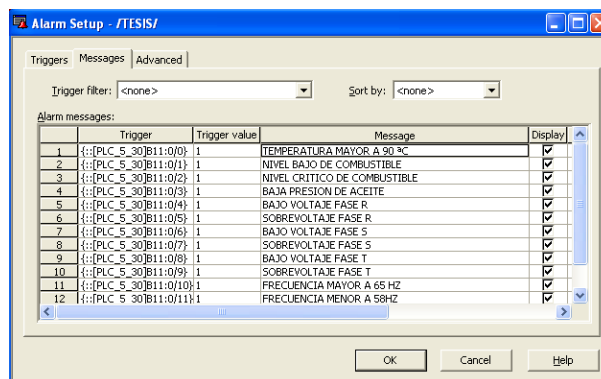 Alarm Setup - /TESIS/
Triggers Messages Advanced
Trigger filter: <none> Sort by: <none>
Alarm messages:
Trigger Trigger value Message Display
1 {::[PLC_5_30]B11:0/0} 1 TEMPERATURA MAYOR A 90 ºC
2 {::[PLC_5_30]B11:0/1} 1 NIVEL BAJO DE COMBUSTIBLE
3 {::[PLC_5_30]B11:0/2} 1 NIVEL CRITICO DE COMBUSTIBLE
4 {::[PLC_5_30]B11:0/3} 1 BAJA PRESION DE ACEITE
5 {::[PLC_5_30]B11:0/4} 1 BAJO VOLTAJE FASE R
6 {::[PLC_5_30]B11:0/5} 1 SOBREVOLTAJE FASE R
7 {::[PLC_5_30]B11:0/6} 1 BAJO VOLTAJE FASE S
8 {::[PLC_5_30]B11:0/7} 1 SOBREVOLTAJE FASE S
9 {::[PLC_5_30]B11:0/8} 1 BAJO VOLTAJE FASE T
10 {::[PLC_5_30]B11:0/9} 1 SOBREVOLTAJE FASE T
11 {::[PLC_5_30]B11:0/10} 1 FRECUENCIA MAYOR A 65 HZ
12 {::[PLC_5_30]B11:0/11} 1 FRECUENCIA MENOR A 58HZ
OK Cancel Help